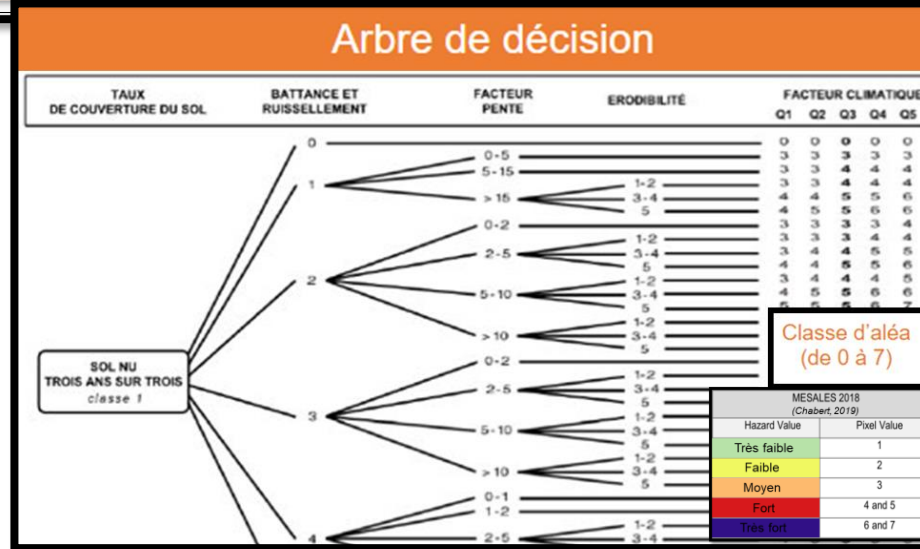 Arbre de décision
TAUX DE COUVERTURE DU SOL
BATTANCE ET RUISSELLEMENT
FACTEUR PENTE
ERODIBILITÉ
FACTEUR CLIMATIQUE
Q1 Q2 Q3 Q4 Q5
0 0 0 0 0 0
0-5 3 3 3 3 3
5-15 3 3 4 4 4
1 1-2 3 3 4 4 4
> 15 3-4 4 4 5 5 6
5 4 5 5 6 6
0-2 3 3 3 3 4
1-2 3 3 3 4 4
2-5 3-4 3 4 4 5 5
5 4 4 5 5 6
2 1-2 3 4 4 4 5
5-10 3-4 4 5 5 6 6
5
1-2
> 10 3-4
5
0-2
SOL NU
TROIS ANS SUR TROIS
classe 1
1-2
2-5 3-4
5
3 1-2
5-10 3-4
5
1-2
> 10 3-4
5
0-1
1-2
1-2
4 2-5 3-4
Classe d'aléa
(de 0 à 7)
MESALES 2018
(Chabert, 2019)
Hazard Value Pixel Value
Très faible 1
Faible 2
Moyen 3
Fort 4 and 5
Très fort 6 and 7